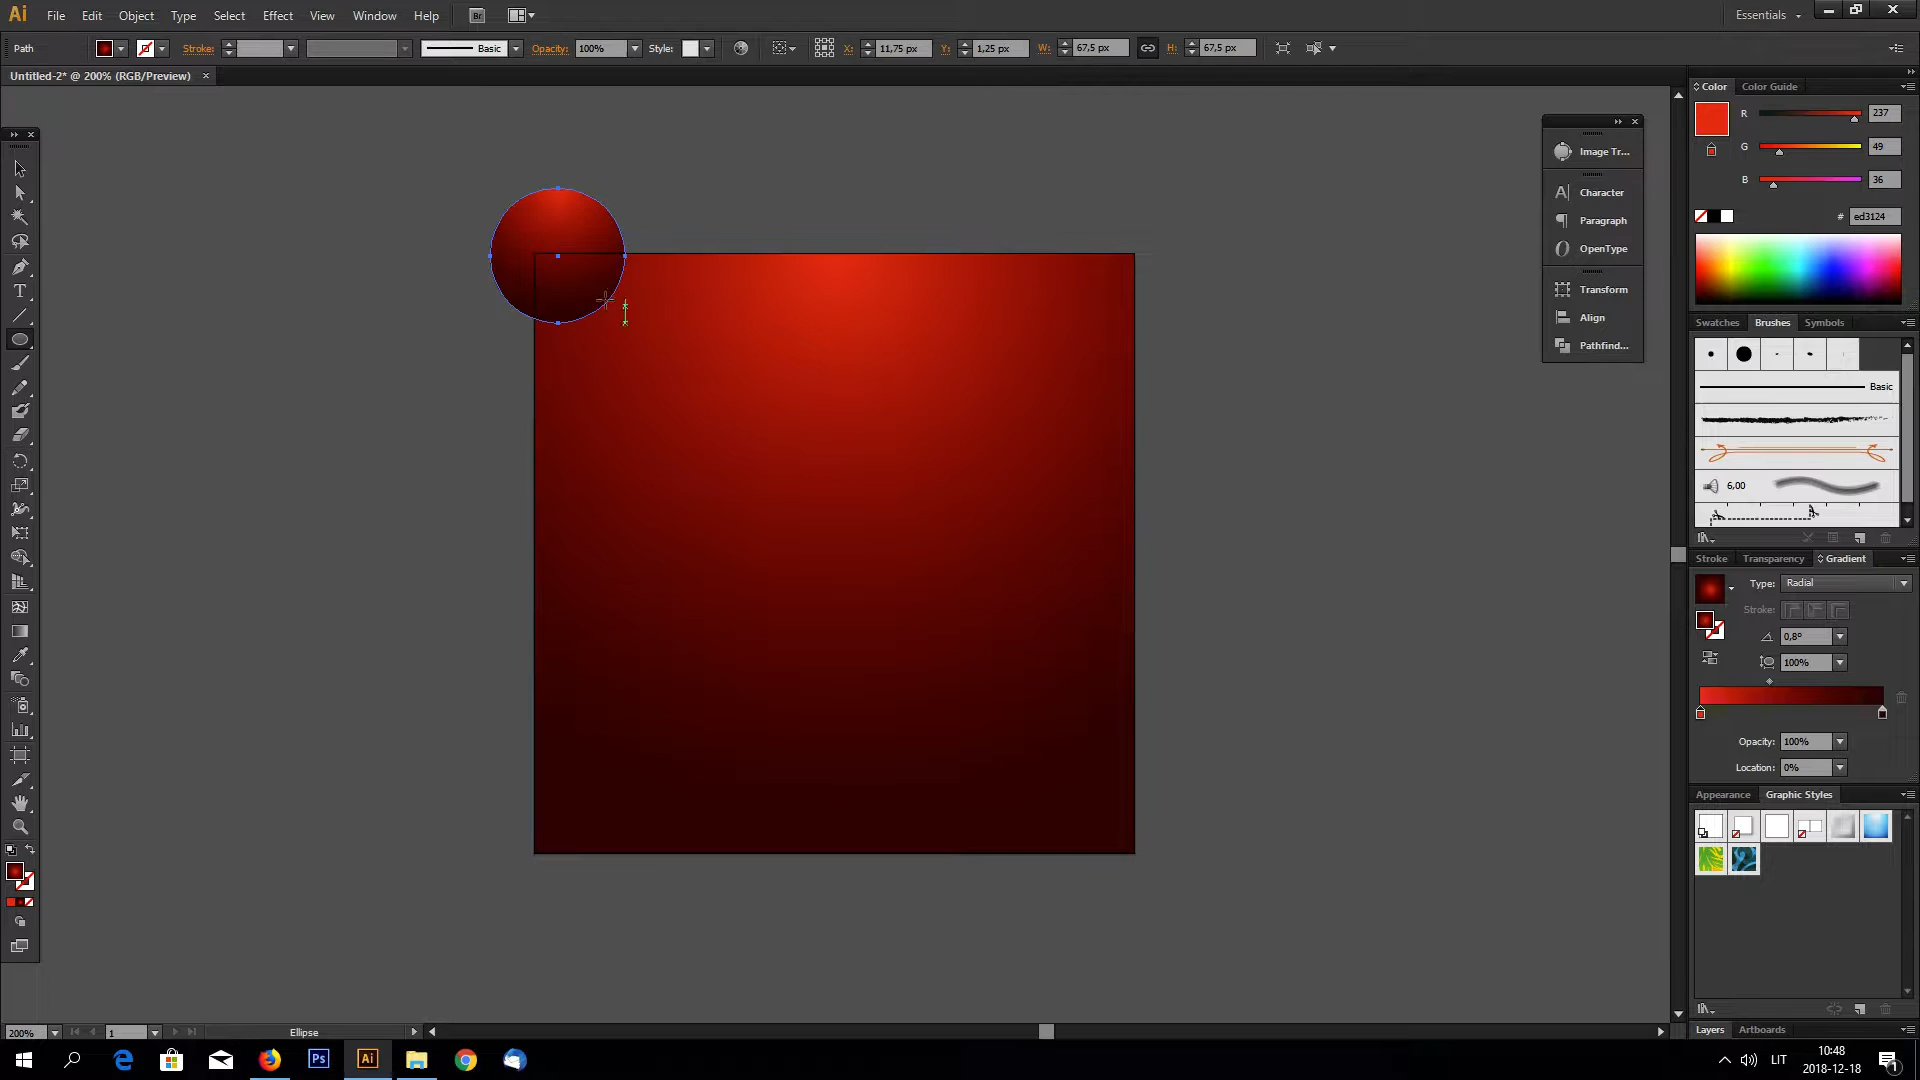 Ai File Edit Object Type Select Effect View Window Help Br Essentials
Path Stroke: Basic Opacity: 100% Style: X: 11,75 px Y: 1,25 px W: 67,5 px H: 67,5 px
Untitled-2* @ 200% (RGB/Preview)
Color Color Guide
R 237
G 49
B 36
# ed3124
Image Tr...
Character
Paragraph
OpenType
Transform
Align
Pathfind...
Swatches Brushes Symbols
Basic
6,00
Stroke Transparency Gradient
Type: Radial
Stroke:
0,8°
100%
Opacity: 100%
Location: 0%
Appearance Graphic Styles
Layers Artboards
200% 1 Ellipse
Ps Ai LIT 10:48
2018-12-18
1